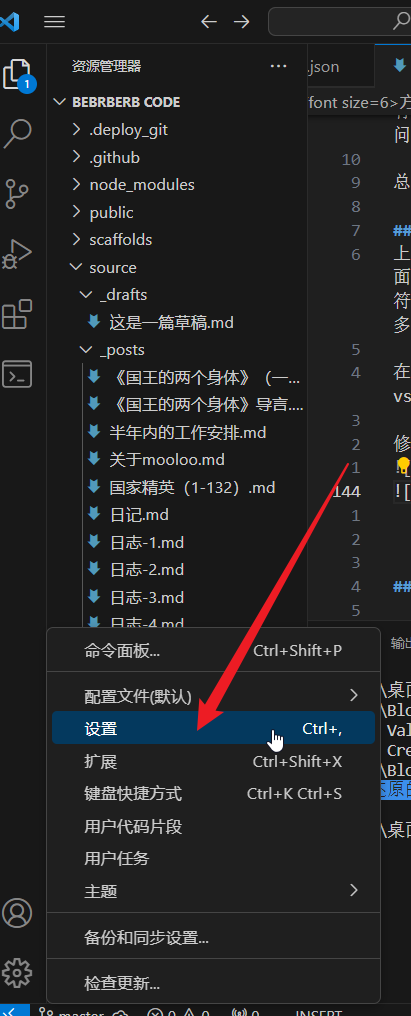 .json
资源管理器 ...
font size=6>方
BEBRBERB CODE
.deploy_git
.github
问
10
node_modules
9 总
public
8
scaffolds
7 ##
source
6 上
_drafts
面
符
这是一篇草稿.md
多
_posts
5
《国王的两个身体》（一...
4 在
《国王的两个身体》导言....
vs
3
半年内的工作安排.md
2 修
关于mooloo.md
1 ![
国家精英（1-132）.md
144 ![
日记.md
1
日志-1.md
2
日志-2.md
3
日志-3.md
4 ##
日志-4.md
5
命令面板... Ctrl+Shift+P
输出
配置文件(默认)
\桌面
\Blo
设置 Ctrl+,
Val
扩展 Ctrl+Shift+X
Cre
\Blo
键盘快捷方式 Ctrl+K Ctrl+S
还原的
用户代码片段
\桌面
用户任务
主题
备份和同步设置...
检查更新...
1
master 0 0 0 INSERT